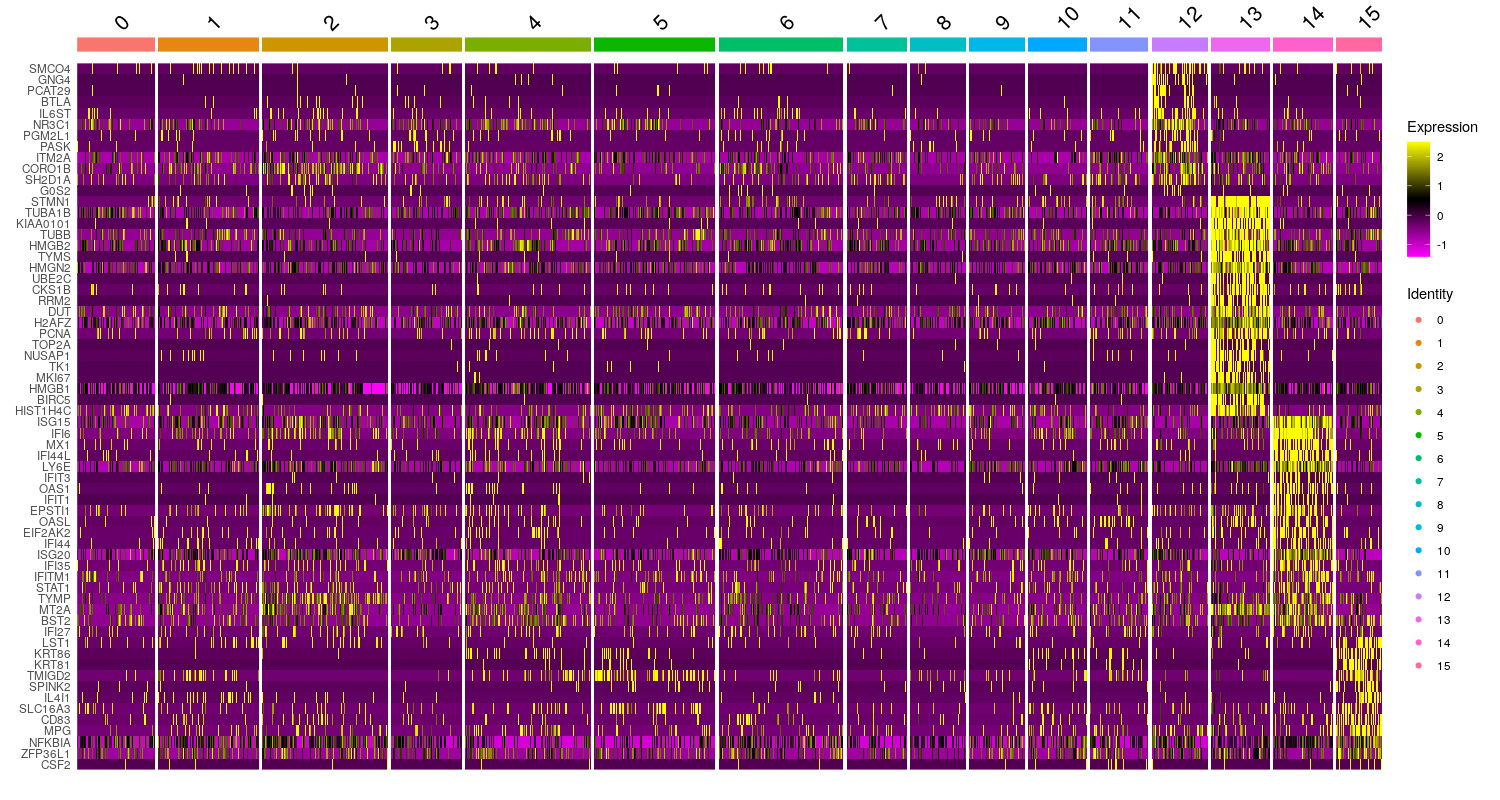 0 1 2 3 4 5 6 7 8 9 10 11 12 13 14 15
SMCO4
GNG4
PCAT29
BTLA
IL6ST
NR3C1
PGM2L1
PASK
ITM2A
CORO1B
SH2D1A
G0S2
STMN1
TUBA1B
KIAA0101
TUBB
HMGB2
TYMS
HMGN2
UBE2C
CKS1B
RRM2
DUT
H2AFZ
PCNA
TOP2A
NUSAP1
TK1
MKI67
HMGB1
BIRC5
HIST1H4C
ISG15
IFI6
MX1
IFI44L
LY6E
IFIT3
OAS1
IFIT1
EPSTI1
OASL
EIF2AK2
IFI44
ISG20
IFI35
IFITM1
STAT1
TYMP
MT2A
BST2
IFI27
LST1
KRT86
KRT81
TMIGD2
SPINK2
IL4I1
SLC16A3
CD83
MPG
NFKBIA
ZFP36L1
CSF2
Expression
2
1
0
-1
Identity
0
1
2
3
4
5
6
7
8
9
10
11
12
13
14
15